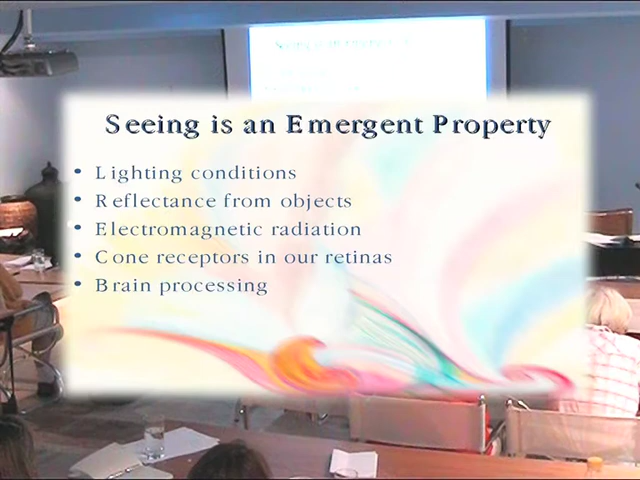 Seeing is an Emergent Property
• Lighting conditions
• Reflectance from objects
• Electromagnetic radiation
• Cone receptors in our retinas
• Brain processing